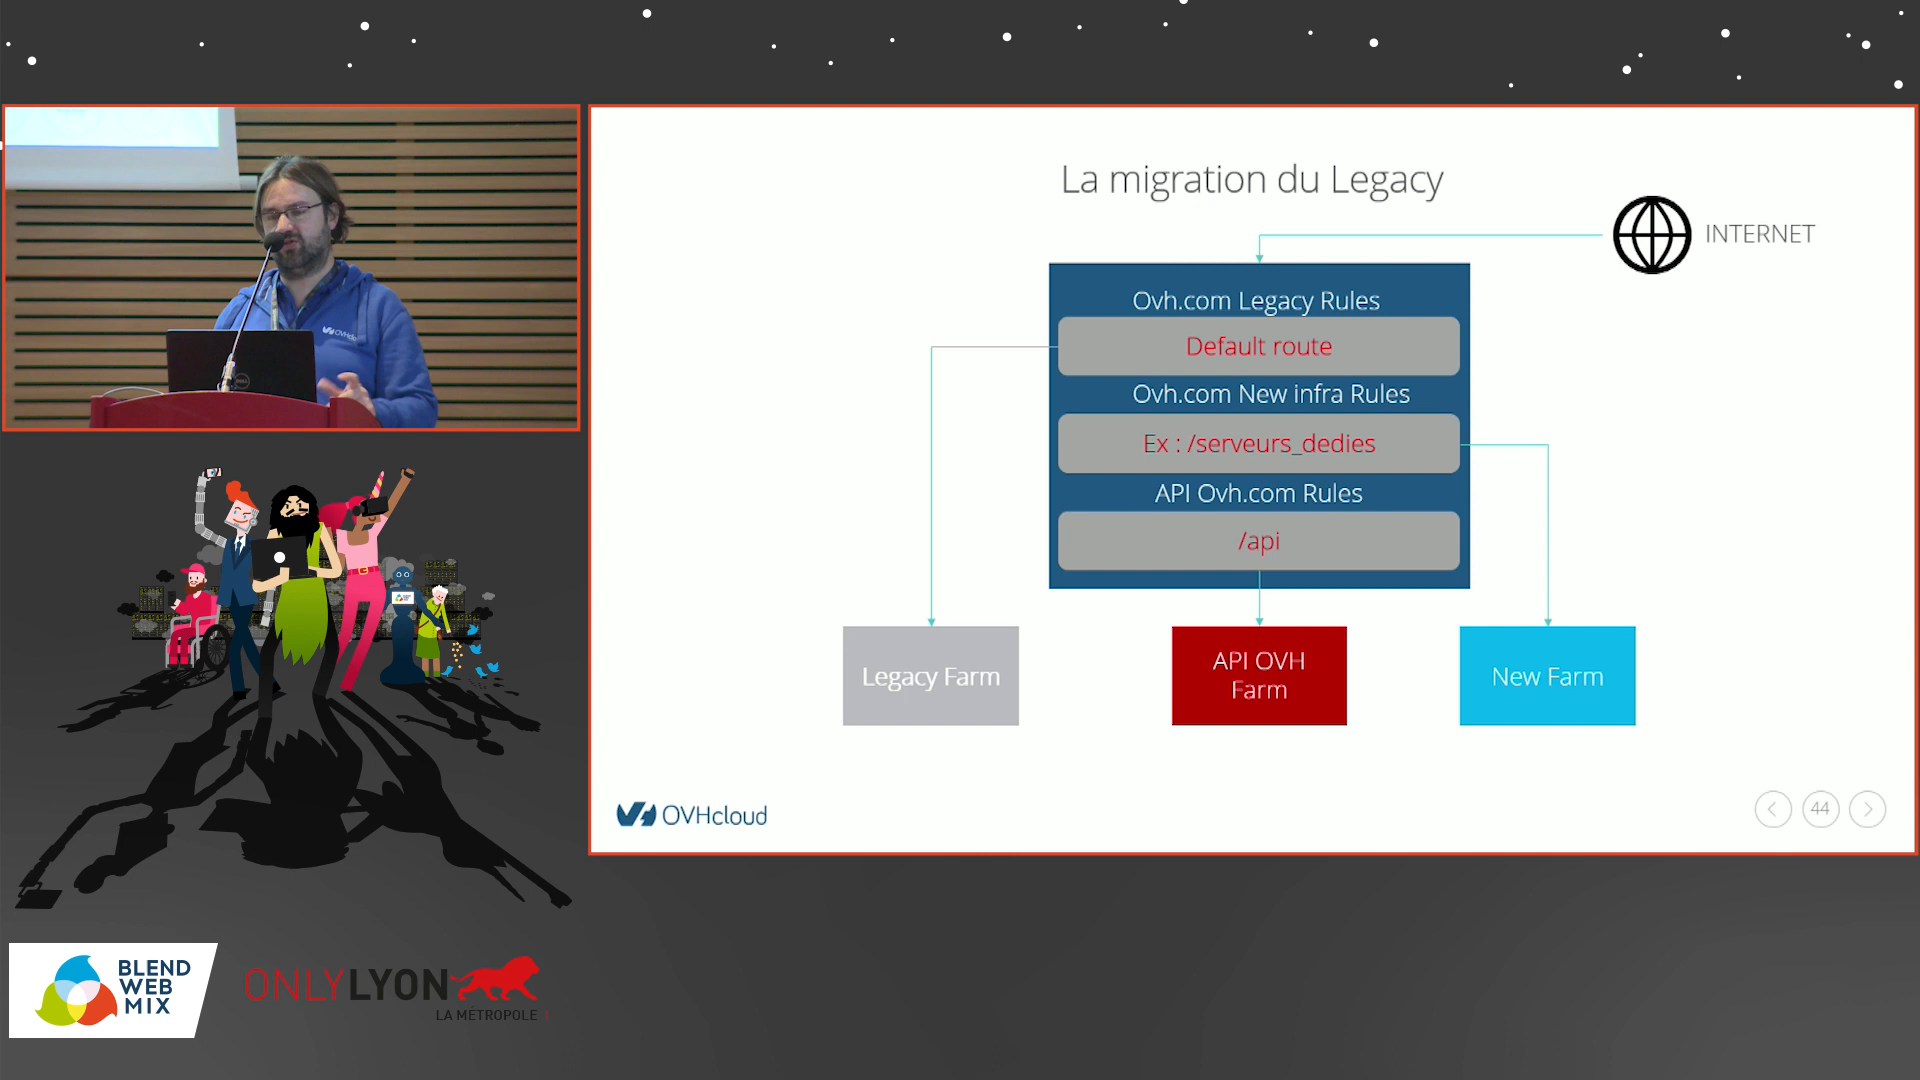 La migration du Legacy
INTERNET
Ovh.com Legacy Rules
Default route
Ovh.com New infra Rules
Ex : /serveurs_dedies
API Ovh.com Rules
/api
Legacy Farm
API OVH
Farm
New Farm
OVHcloud
44
OVHcloud
DELL
BLEND
WEB
MIX
ONLYLYON
LA MÉTROPOLE